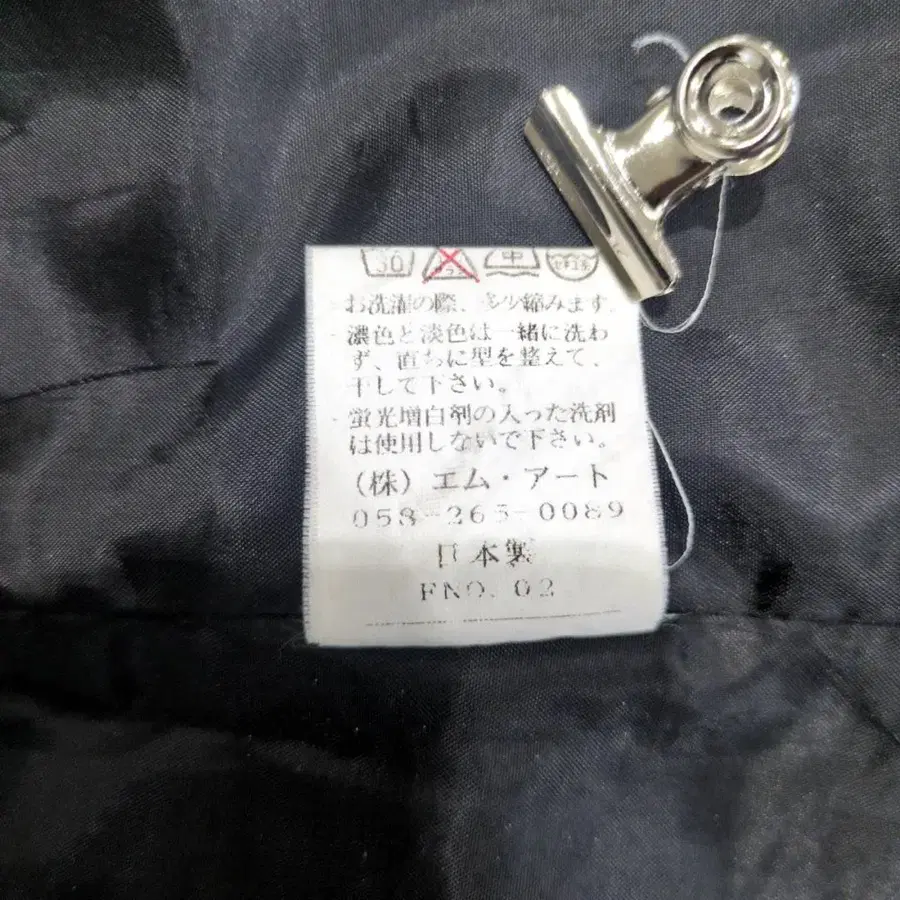 30
中
お洗濯の際、多少縮みます。
濃色と淡色は一緒に洗わ
ず、直ちに型を整えて、
干して下さい。
蛍光増白剤の入った洗剤
は使用しないで下さい。
(株)エム・アート
058-265-0089
日本製
FNO. 02